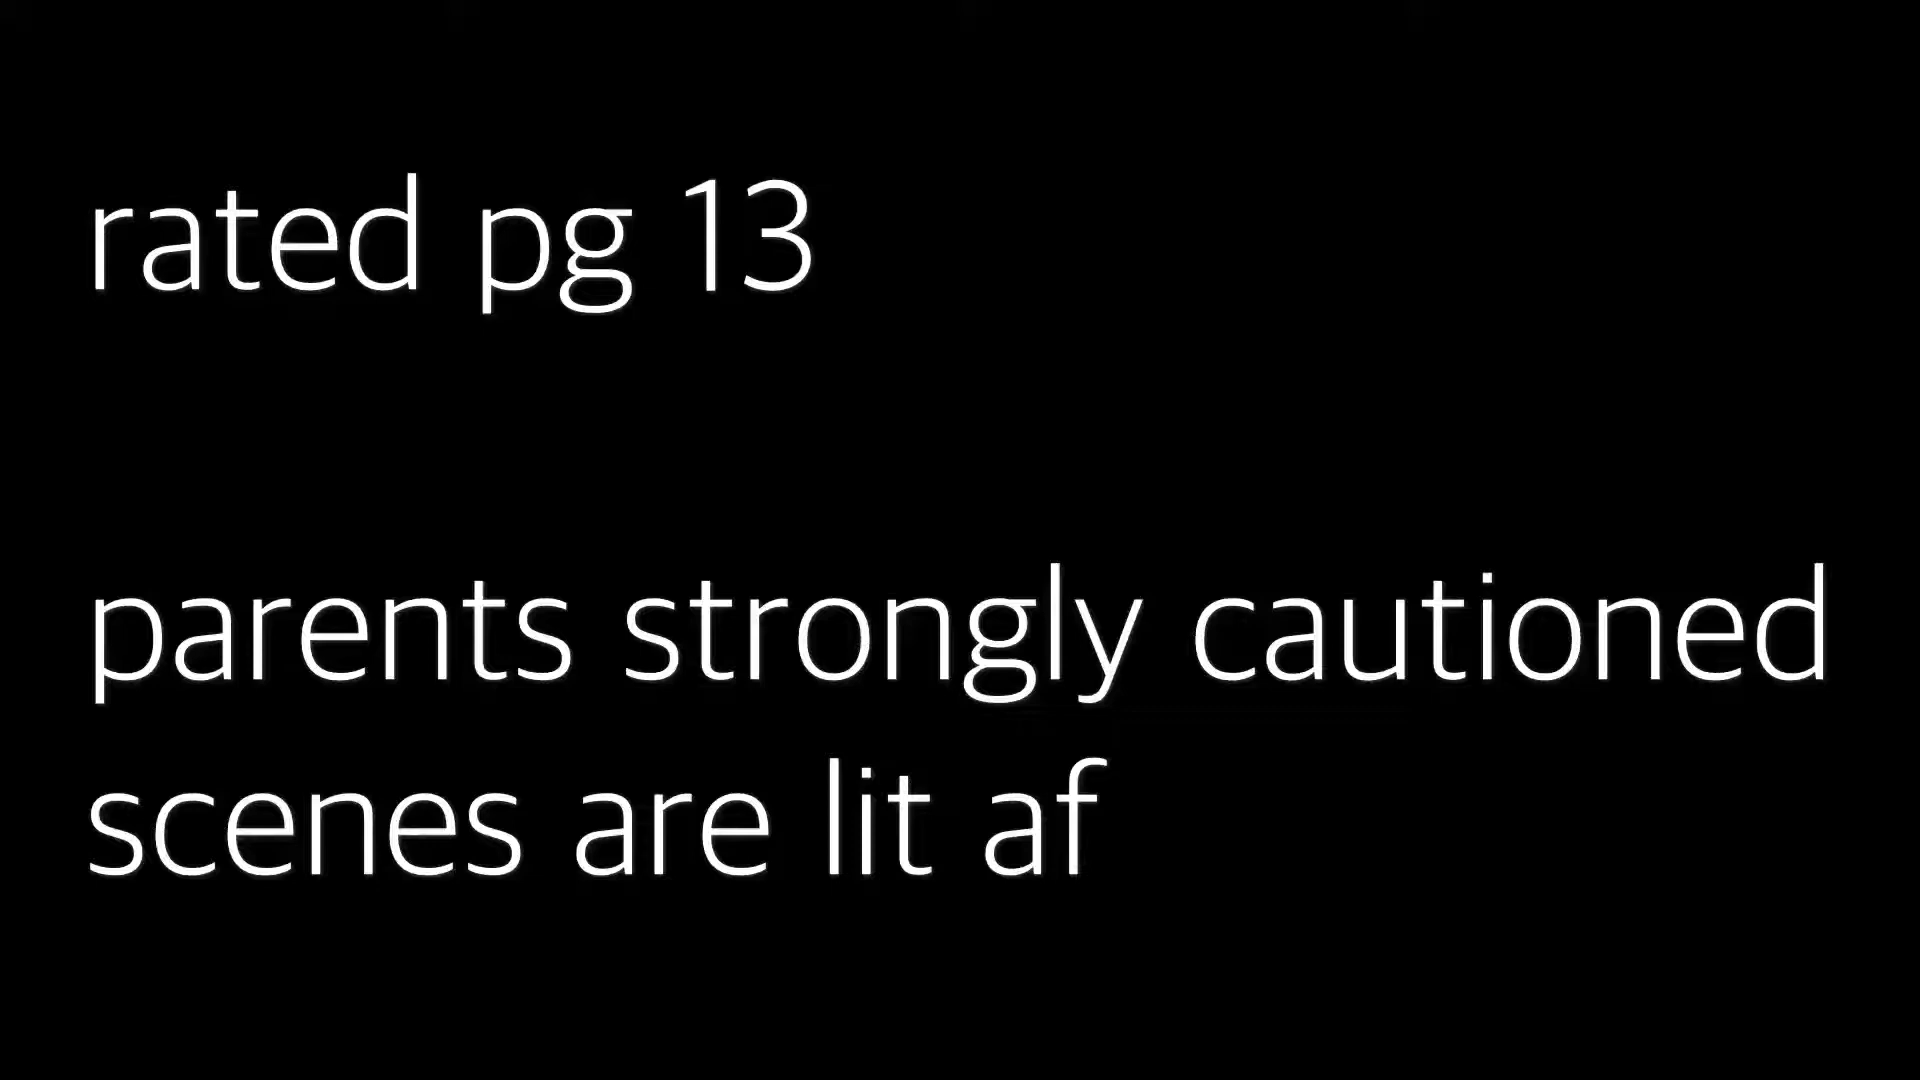 rated pg 13
parents strongly cautioned
scenes are lit af